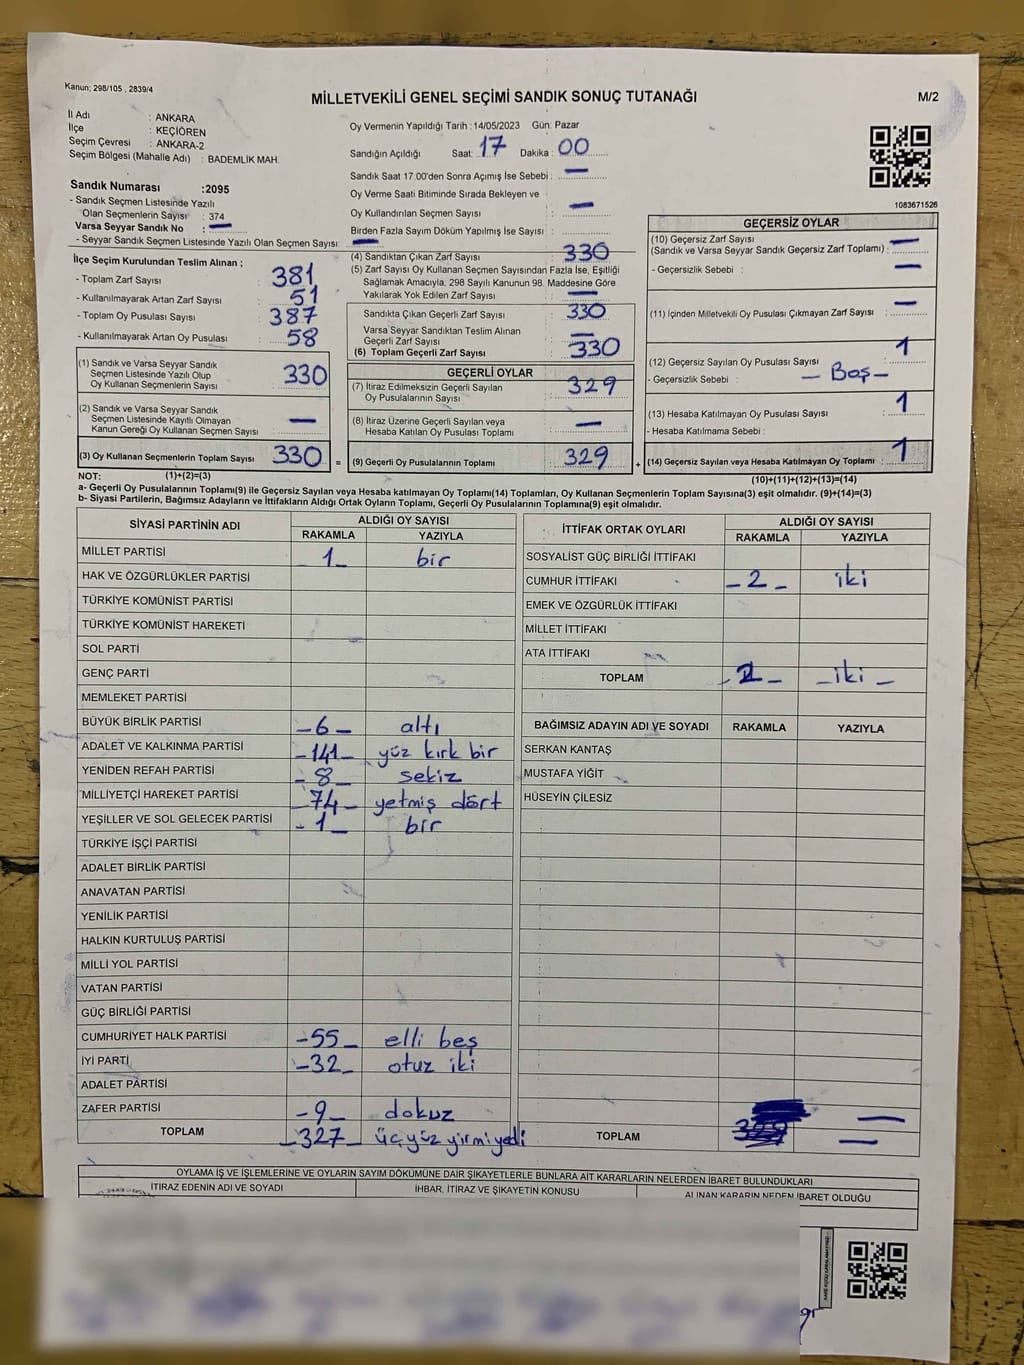 Kanun; 298/105 , 2839/4
MİLLETVEKİLİ GENEL SEÇİMİ SANDIK SONUÇ TUTANAĞI
M/2
İl Adı : ANKARA
İlçe : KEÇİÖREN
Seçim Çevresi : ANKARA-2
Seçim Bölgesi (Mahalle Adı) : BADEMLİK MAH.
Sandık Numarası :2095
- Sandık Seçmen Listesinde Yazılı
Olan Seçmenlerin Sayısı : 374
Varsa Seyyar Sandık No : —
- Seyyar Sandık Seçmen Listesinde Yazılı Olan Seçmen Sayısı: —
Oy Vermenin Yapıldığı Tarih :14/05/2023 Gün: Pazar
Sandığın Açıldığı Saat: 17 Dakika : 00
Sandık Saat 17:00'den Sonra Açımış İse Sebebi : —
Oy Verme Saati Bitiminde Sırada Bekleyen ve
Oy Kullandırılan Seçmen Sayısı : —
Birden Fazla Sayım Döküm Yapılmış İse Sayısı :
1083671526
İlçe Seçim Kurulundan Teslim Alınan ;
- Toplam Zarf Sayısı : 381
- Kullanılmayarak Artan Zarf Sayısı : 51
- Toplam Oy Pusulası Sayısı : 387
- Kullanılmayarak Artan Oy Pusulası : 58
(1) Sandık ve Varsa Seyyar Sandık
Seçmen Listesinde Yazılı Olup
Oy Kullanan Seçmenlerin Sayısı : 330
(2) Sandık ve Varsa Seyyar Sandık
Seçmen Listesinde Kayıtlı Olmayan
Kanun Gereği Oy Kullanan Seçmen Sayısı : —
(3) Oy Kullanan Seçmenlerin Toplam Sayısı : 330 =
(4) Sandıktan Çıkan Zarf Sayısı : 330
(5) Zarf Sayısı Oy Kullanan Seçmen Sayısından Fazla İse, Eşitliği
Sağlamak Amacıyla, 298 Sayılı Kanunun 98. Maddesine Göre
Yakılarak Yok Edilen Zarf Sayısı : —
Sandıkta Çıkan Geçerli Zarf Sayısı : 330
Varsa Seyyar Sandıktan Teslim Alınan
Geçerli Zarf Sayısı : —
(6) Toplam Geçerli Zarf Sayısı : 330
GEÇERLİ OYLAR
(7) İtiraz Edilmeksizin Geçerli Sayılan
Oy Pusulalarının Sayısı : 329
(8) İtiraz Üzerine Geçerli Sayılan veya
Hesaba Katılan Oy Pusulası Toplamı : —
(9) Geçerli Oy Pusulalarının Toplamı : 329 +
GEÇERSİZ OYLAR
(10) Geçersiz Zarf Sayısı
(Sandık ve Varsa Seyyar Sandık Geçersiz Zarf Toplamı) : —
- Geçersizlik Sebebi : —
(11) İçinden Milletvekili Oy Pusulası Çıkmayan Zarf Sayısı : —
(12) Geçersiz Sayılan Oy Pusulası Sayısı : 1
- Geçersizlik Sebebi : — Boş —
(13) Hesaba Katılmayan Oy Pusulası Sayısı : 1
- Hesaba Katılmama Sebebi :
(14) Geçersiz Sayılan veya Hesaba Katılmayan Oy Toplamı : 1
NOT: (1)+(2)=(3)
(10)+(11)+(12)+(13)=(14)
a- Geçerli Oy Pusulalarının Toplamı(9) ile Geçersiz Sayılan veya Hesaba katılmayan Oy Toplamı(14) Toplamları, Oy Kullanan Seçmenlerin Toplam Sayısına(3) eşit olmalıdır. (9)+(14)=(3)
b- Siyasi Partilerin, Bağımsız Adayların ve İttifakların Aldığı Ortak Oyların Toplamı, Geçerli Oy Pusulalarının Toplamına(9) eşit olmalıdır.
SİYASİ PARTİNİN ADI ALDIĞI OY SAYISI
RAKAMLA YAZIYLA
MİLLET PARTİSİ 1 — bir
HAK VE ÖZGÜRLÜKLER PARTİSİ
TÜRKİYE KOMÜNİST PARTİSİ
TÜRKİYE KOMÜNİST HAREKETİ
SOL PARTİ
GENÇ PARTİ
MEMLEKET PARTİSİ
BÜYÜK BİRLİK PARTİSİ — 6 — altı
ADALET VE KALKINMA PARTİSİ — 141 — yüz kırk bir
YENİDEN REFAH PARTİSİ — 8 — sekiz
MİLLİYETÇİ HAREKET PARTİSİ — 74 — yetmiş dört
YEŞİLLER VE SOL GELECEK PARTİSİ — 1 — bir
TÜRKİYE İŞÇİ PARTİSİ
ADALET BİRLİK PARTİSİ
ANAVATAN PARTİSİ
YENİLİK PARTİSİ
HALKIN KURTULUŞ PARTİSİ
MİLLİ YOL PARTİSİ
VATAN PARTİSİ
GÜÇ BİRLİĞİ PARTİSİ
CUMHURİYET HALK PARTİSİ — 55 — elli beş
İYİ PARTİ — 32 — otuz iki
ADALET PARTİSİ
ZAFER PARTİSİ — 9 — dokuz
TOPLAM — 327 — üçyüz yirmi yedi
İTTİFAK ORTAK OYLARI ALDIĞI OY SAYISI
RAKAMLA YAZIYLA
SOSYALİST GÜÇ BİRLİĞİ İTTİFAKI
CUMHUR İTTİFAKI — 2 — iki
EMEK VE ÖZGÜRLÜK İTTİFAKI
MİLLET İTTİFAKI
ATA İTTİFAKI
TOPLAM — 2 — — iki —
BAĞIMSIZ ADAYIN ADI VE SOYADI RAKAMLA YAZIYLA
SERKAN KANTAŞ
MUSTAFA YİĞİT
HÜSEYİN ÇİLESİZ
TOPLAM 329 —
OYLAMA İŞ VE İŞLEMLERİNE VE OYLARIN SAYIM DÖKÜMÜNE DAİR ŞİKAYETLERLE BUNLARA AİT KARARLARIN NELERDEN İBARET BULUNDUKLARI
İTİRAZ EDENİN ADI VE SOYADI İHBAR, İTİRAZ VE ŞİKAYETİN KONUSU ALINAN KARARIN NEDEN İBARET OLDUĞU